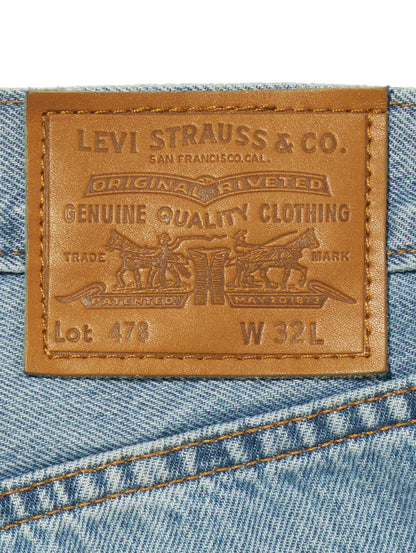 LEVI STRAUSS & CO.
SAN FRANCISCO, CAL.
ORIGINAL RIVETED
GENUINE QUALITY CLOTHING
TRADE MARK
PATENTED MAY 20 1873
Lot 478 W 32 L